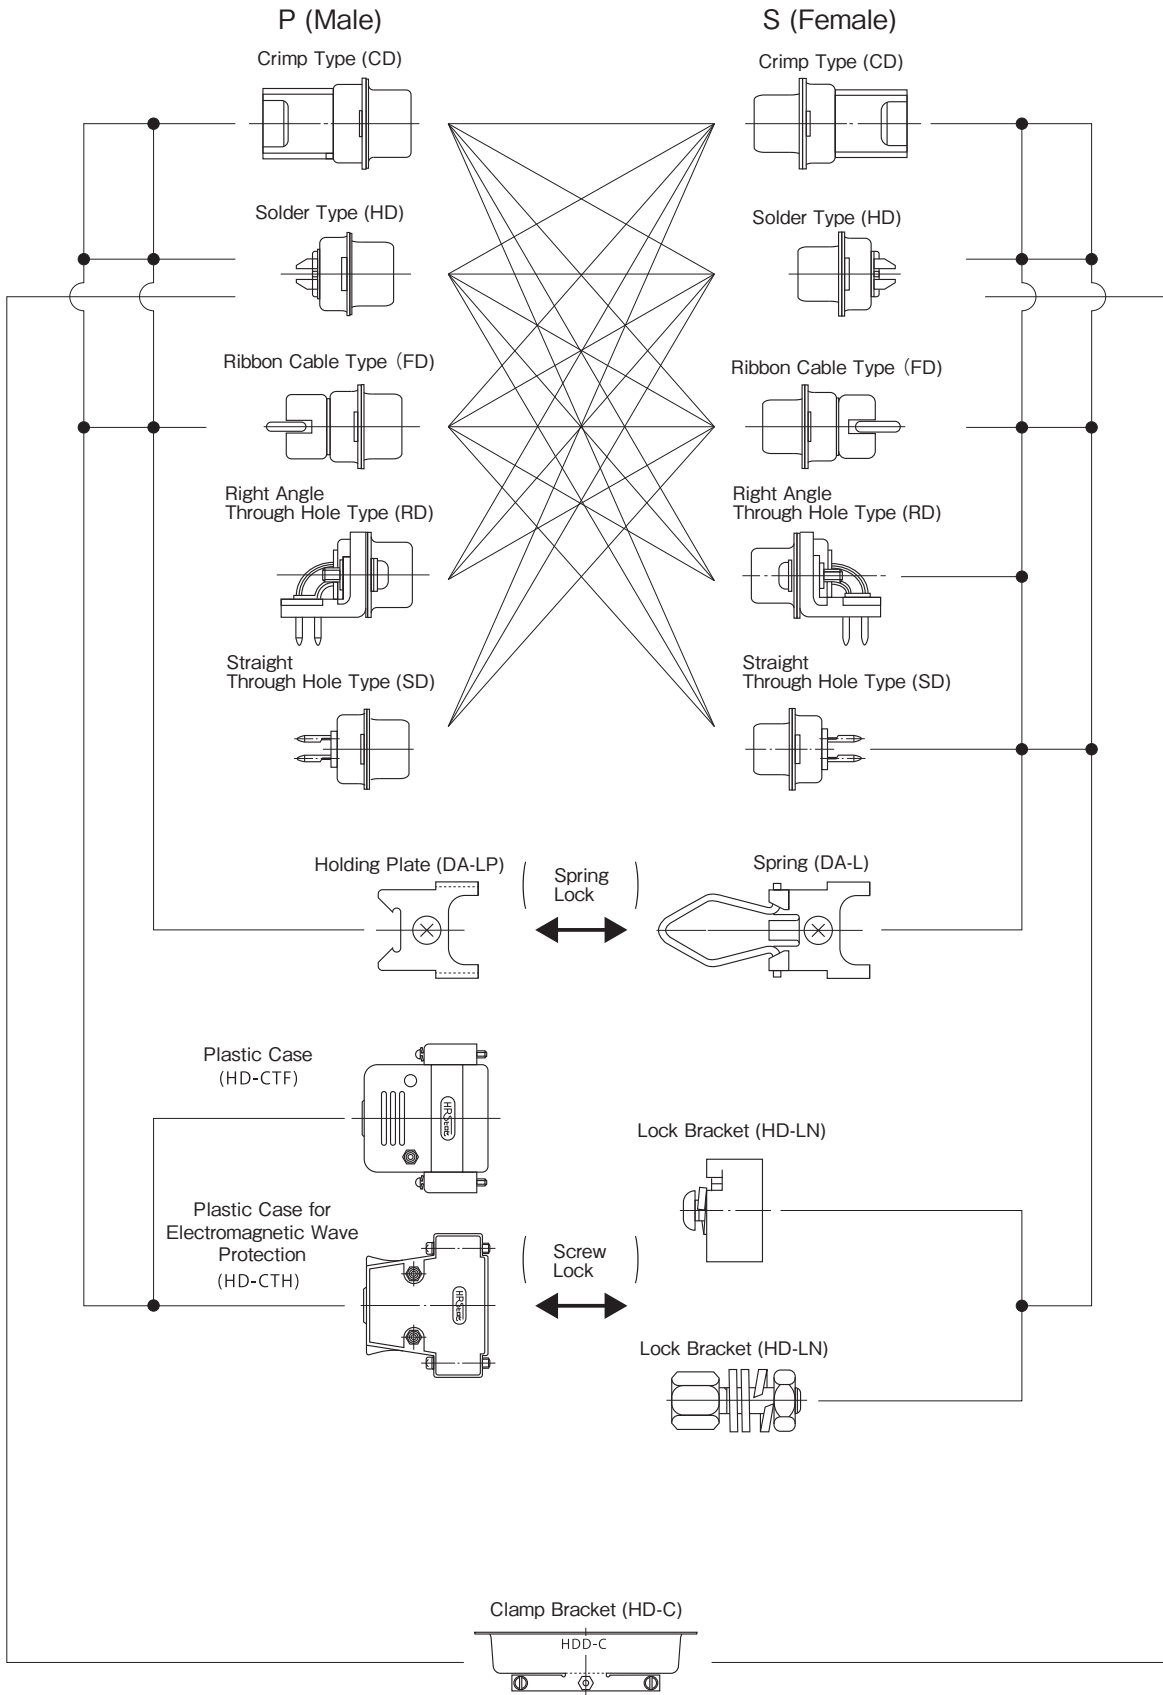 P (Male)
S (Female)
Crimp Type (CD)
Crimp Type (CD)
Solder Type (HD)
Solder Type (HD)
Ribbon Cable Type (FD)
Ribbon Cable Type (FD)
Right Angle
Through Hole Type (RD)
Right Angle
Through Hole Type (RD)
Straight
Through Hole Type (SD)
Straight
Through Hole Type (SD)
Holding Plate (DA-LP)
Spring
Lock
Spring (DA-L)
Plastic Case
(HD-CTF)
Lock Bracket (HD-LN)
Plastic Case for
Electromagnetic Wave
Protection
(HD-CTH)
Screw
Lock
Lock Bracket (HD-LN)
Clamp Bracket (HD-C)
HDD-C